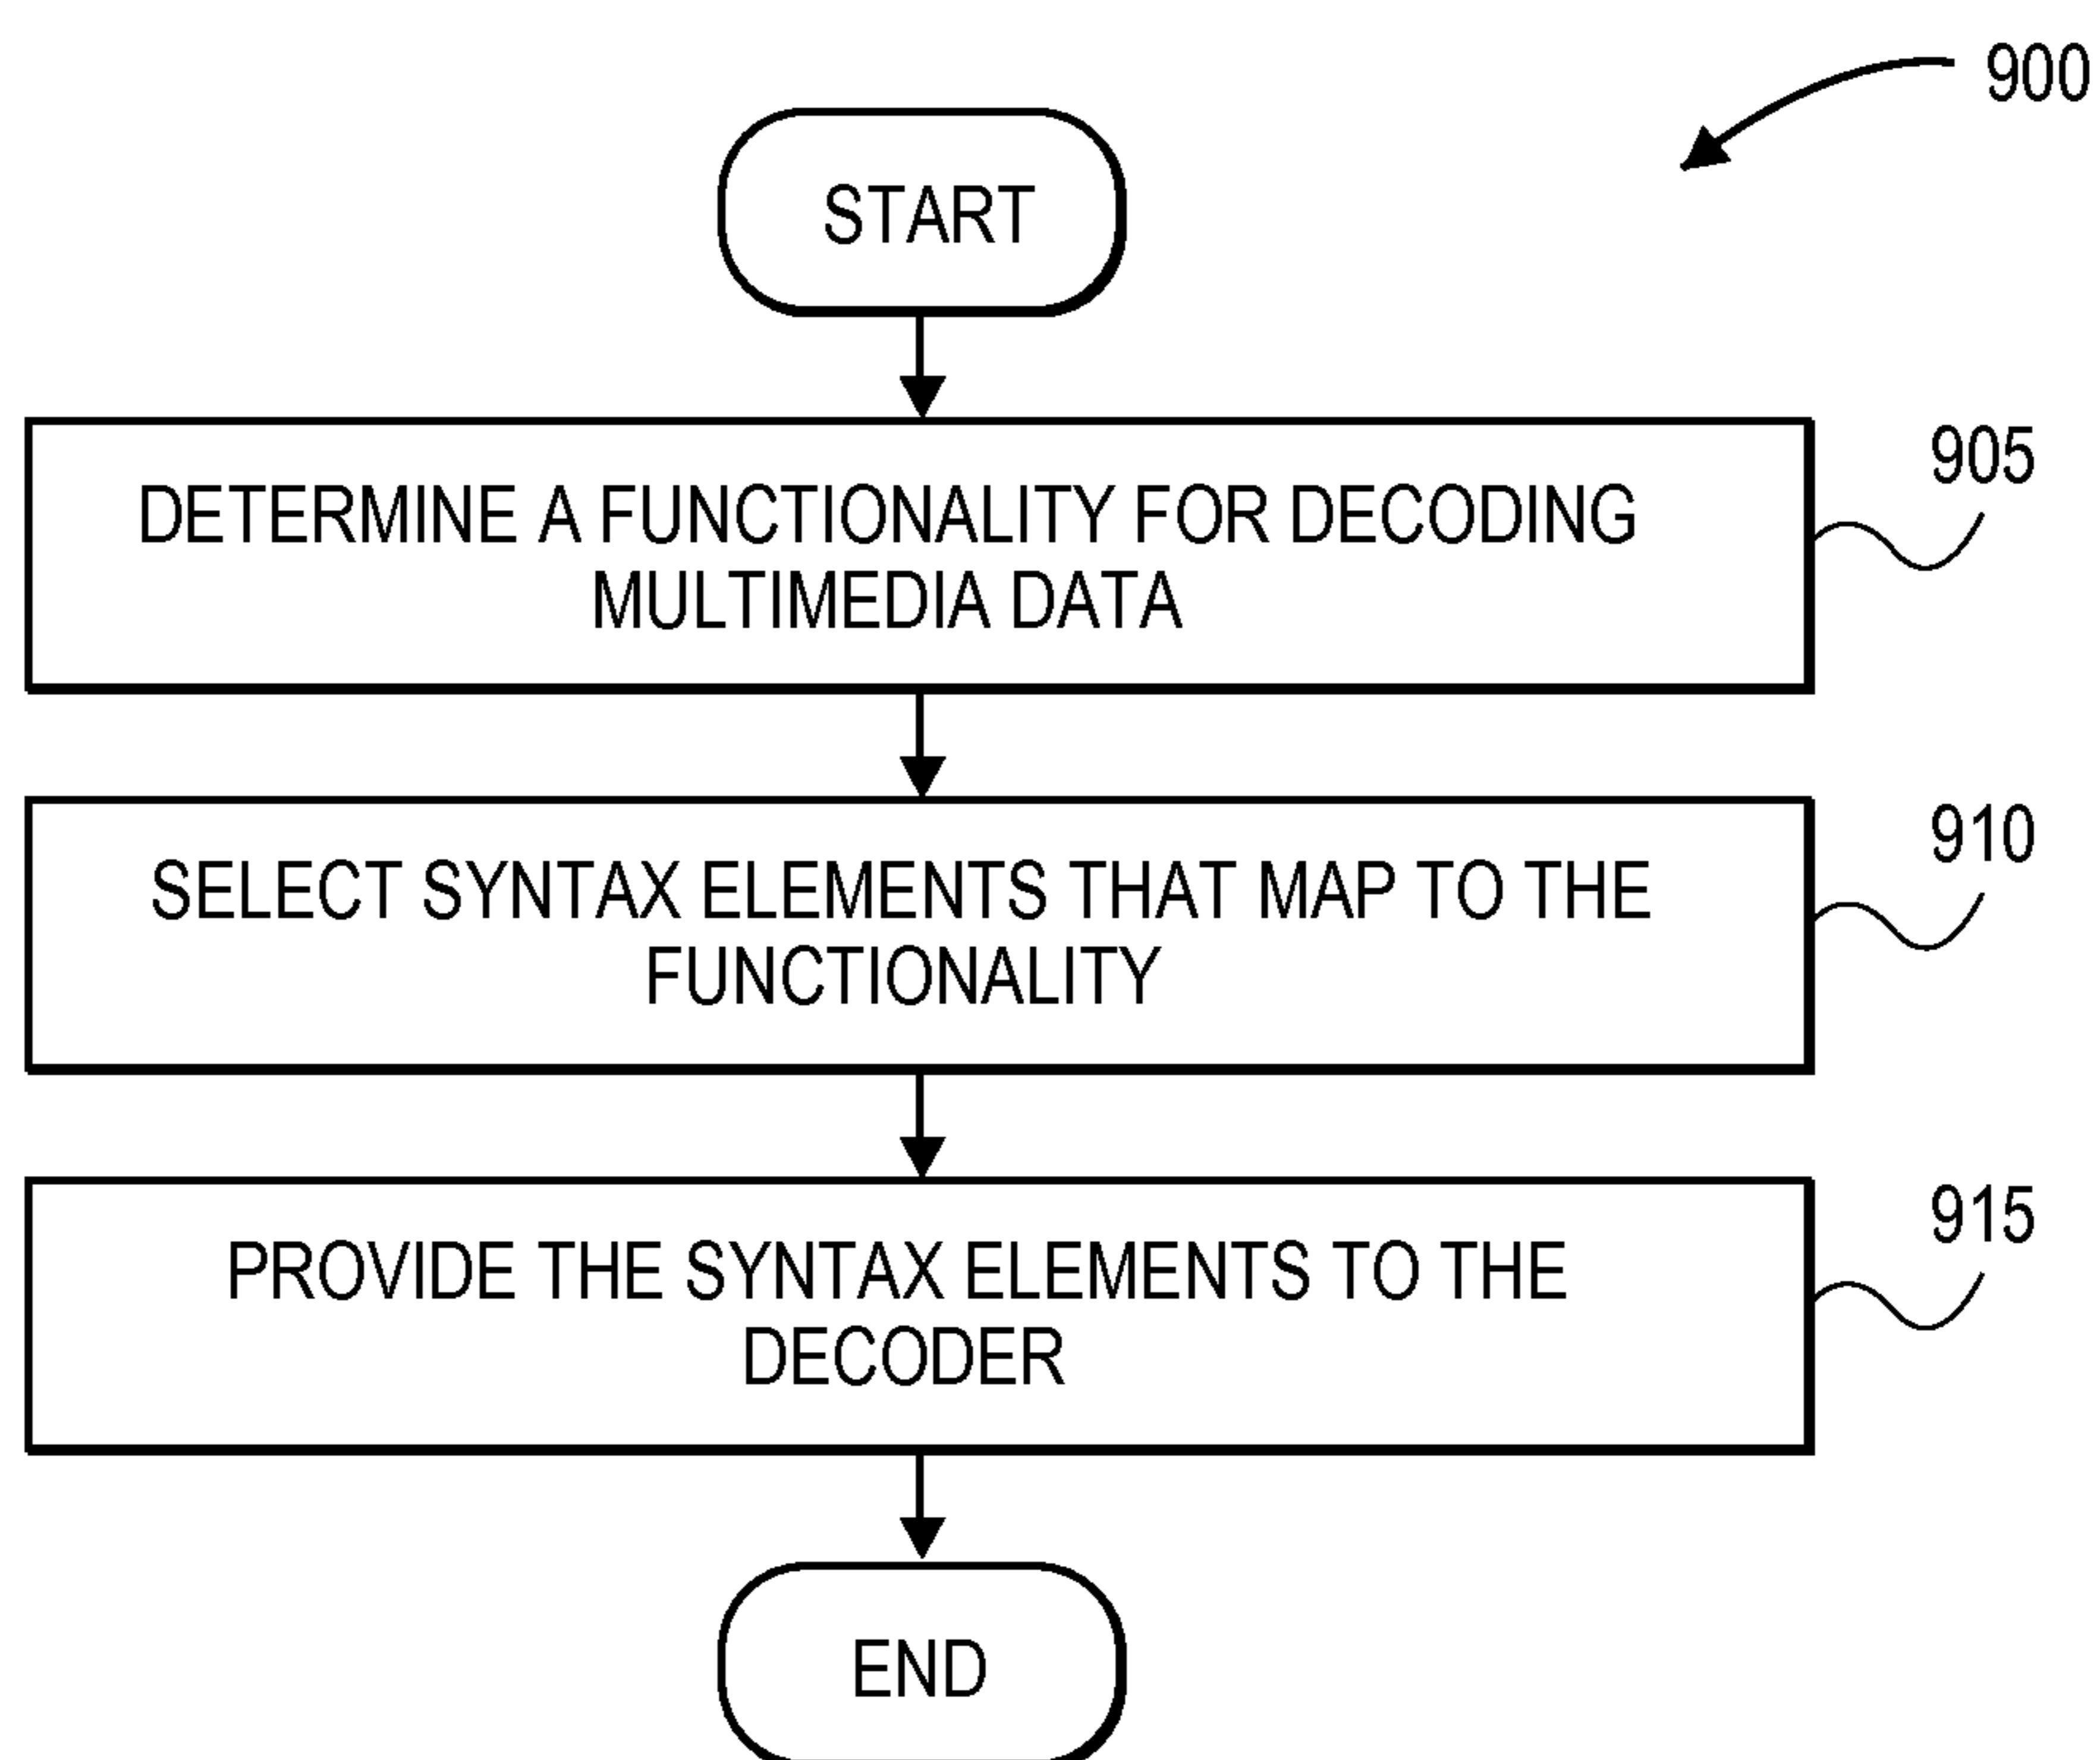 900
START
905
DETERMINE A FUNCTIONALITY FOR DECODING
MULTIMEDIA DATA
910
SELECT SYNTAX ELEMENTS THAT MAP TO THE
FUNCTIONALITY
915
PROVIDE THE SYNTAX ELEMENTS TO THE
DECODER
END